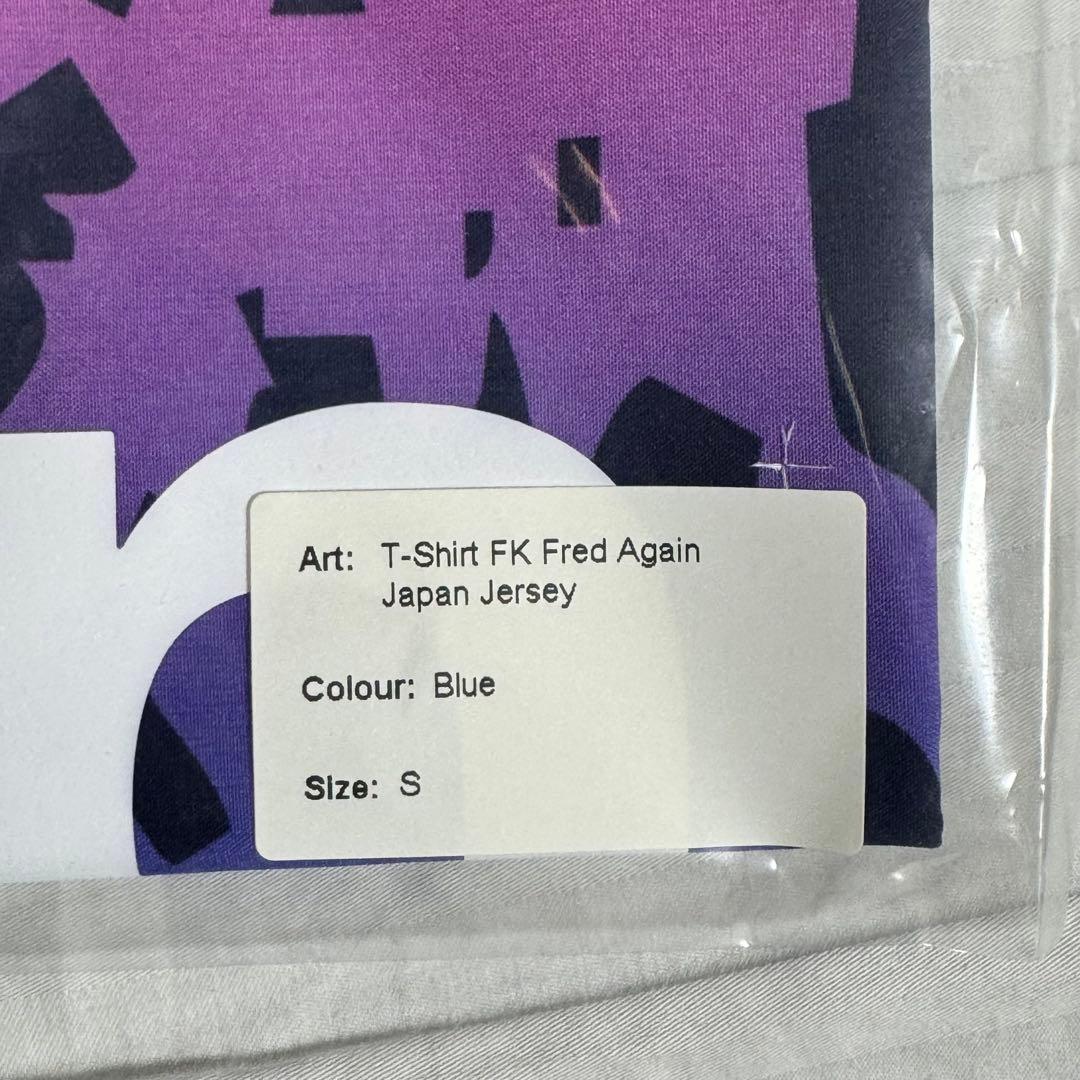 Art: T-Shirt FK Fred Again
Japan Jersey
Colour: Blue
Size: S